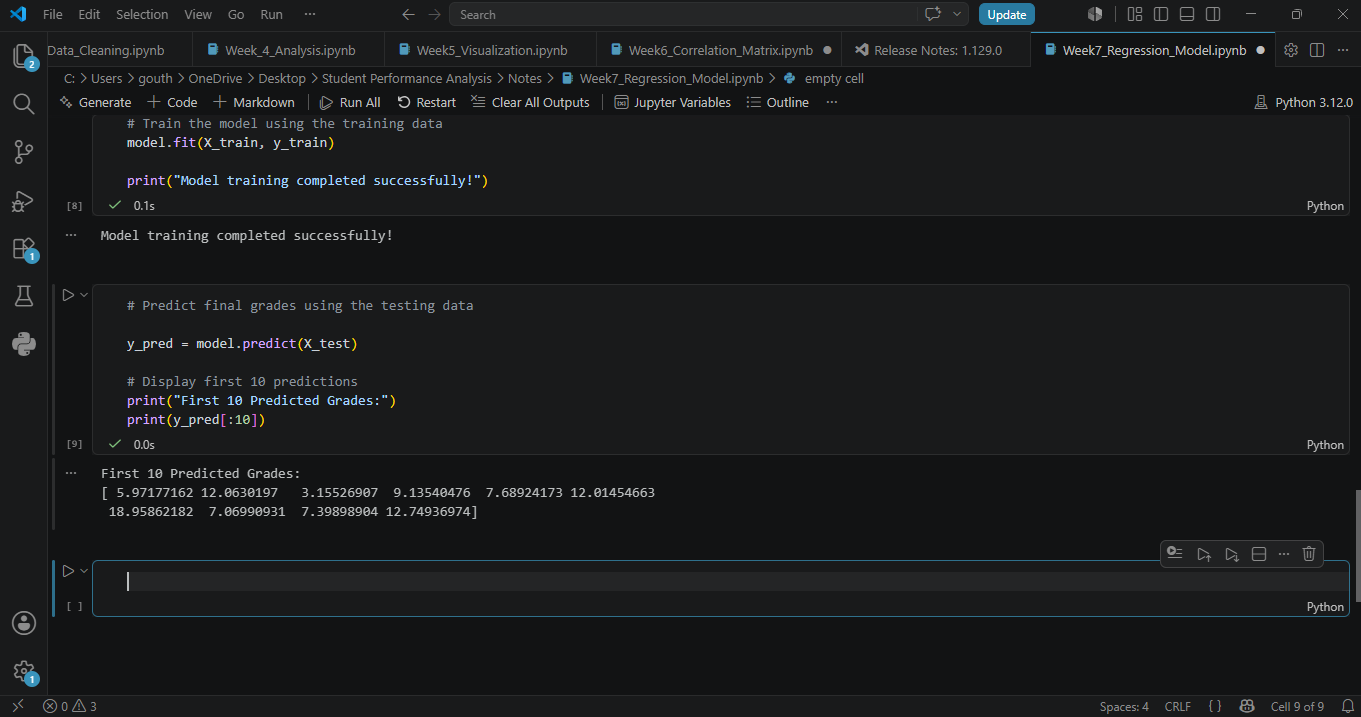 File Edit Selection View Go Run ··· Search Update
Data_Cleaning.ipynb Week_4_Analysis.ipynb Week5_Visualization.ipynb Week6_Correlation_Matrix.ipynb Release Notes: 1.129.0 Week7_Regression_Model.ipynb ···
C: > Users > gouth > OneDrive > Desktop > Student Performance Analysis > Notes > Week7_Regression_Model.ipynb > empty cell
Generate + Code + Markdown Run All Restart Clear All Outputs Jupyter Variables Outline ··· Python 3.12.0
# Train the model using the training data
model.fit(X_train, y_train)
print("Model training completed successfully!")
[8] 0.1s Python
··· Model training completed successfully!
# Predict final grades using the testing data
y_pred = model.predict(X_test)
# Display first 10 predictions
print("First 10 Predicted Grades:")
print(y_pred[:10])
[9] 0.0s Python
··· First 10 Predicted Grades:
[ 5.97177162 12.0630197   3.15526907  9.13540476  7.68924173 12.01454663
 18.95862182  7.06990931  7.39898904 12.74936974]
[ ] Python
2
1
1
0 3 Spaces: 4 CRLF { } Cell 9 of 9